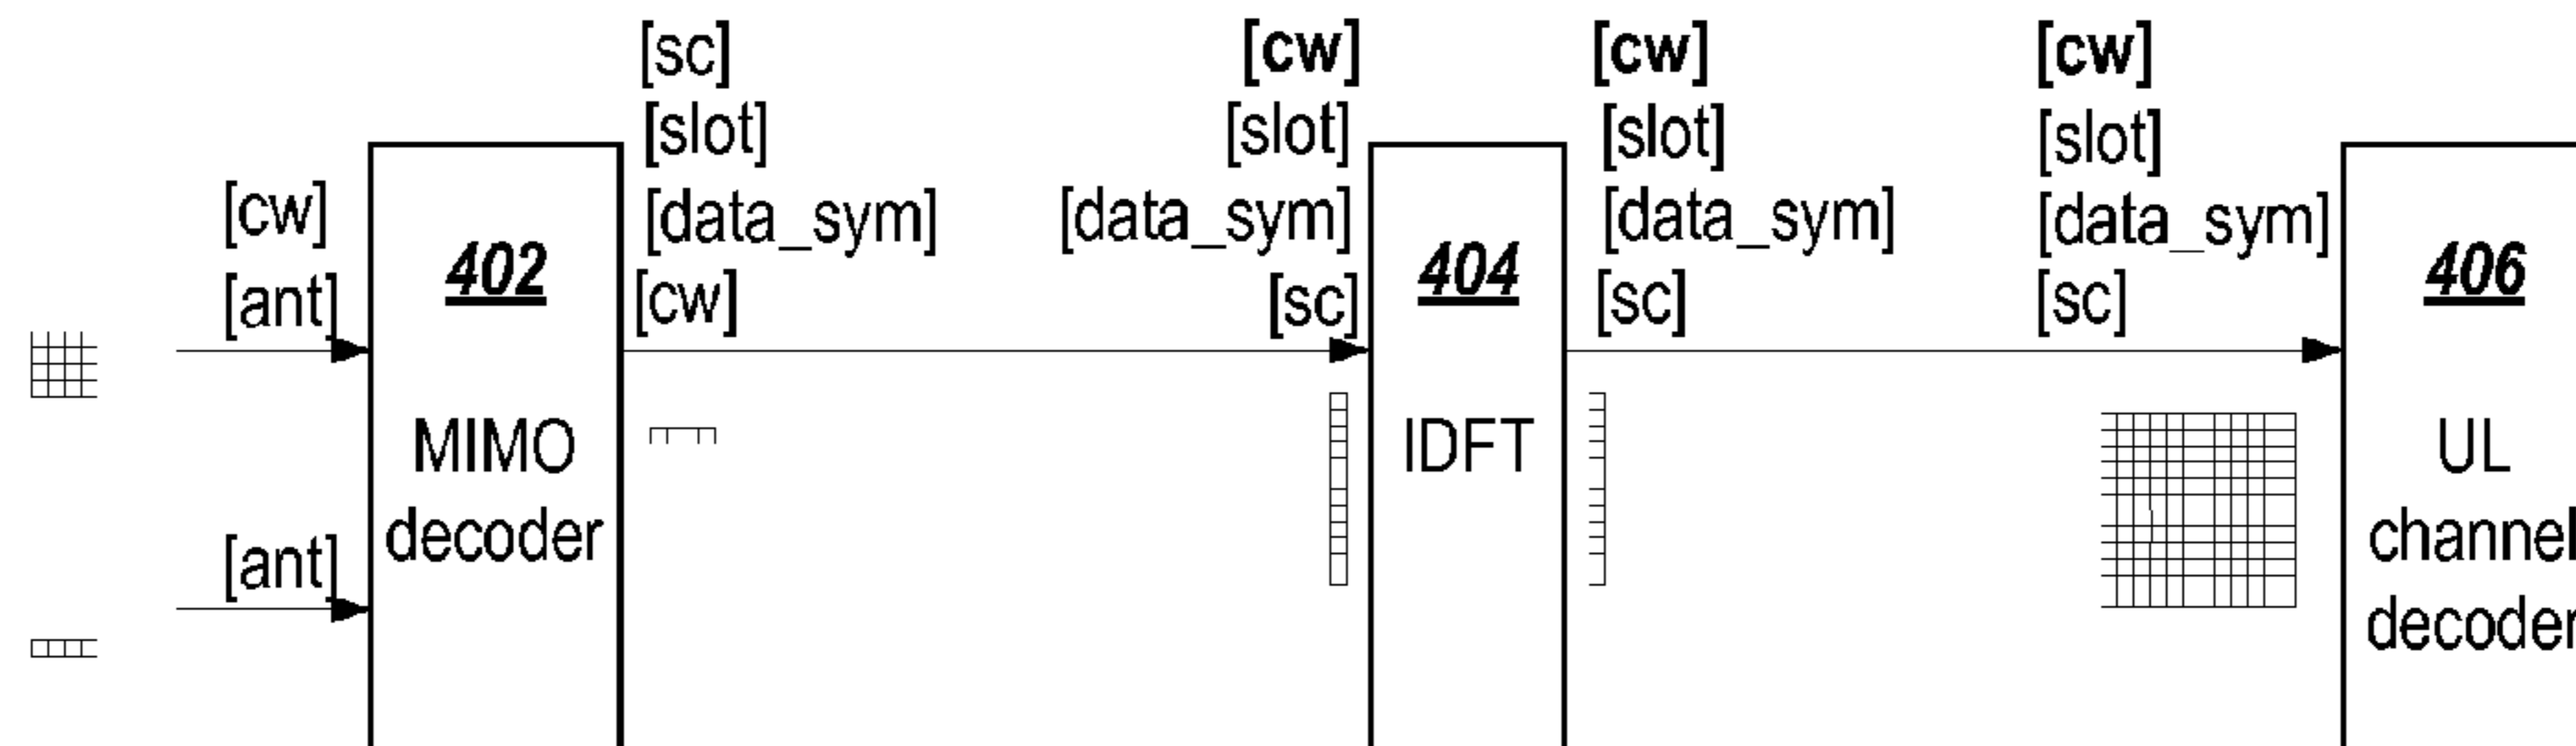 [cw]
[ant]
[ant]
402
MIMO
decoder
[sc]
[slot]
[data_sym]
[cw]
[cw]
[slot]
[data_sym]
[sc]
404
IDFT
[cw]
[slot]
[data_sym]
[sc]
[cw]
[slot]
[data_sym]
[sc]
406
UL
channel
decoder